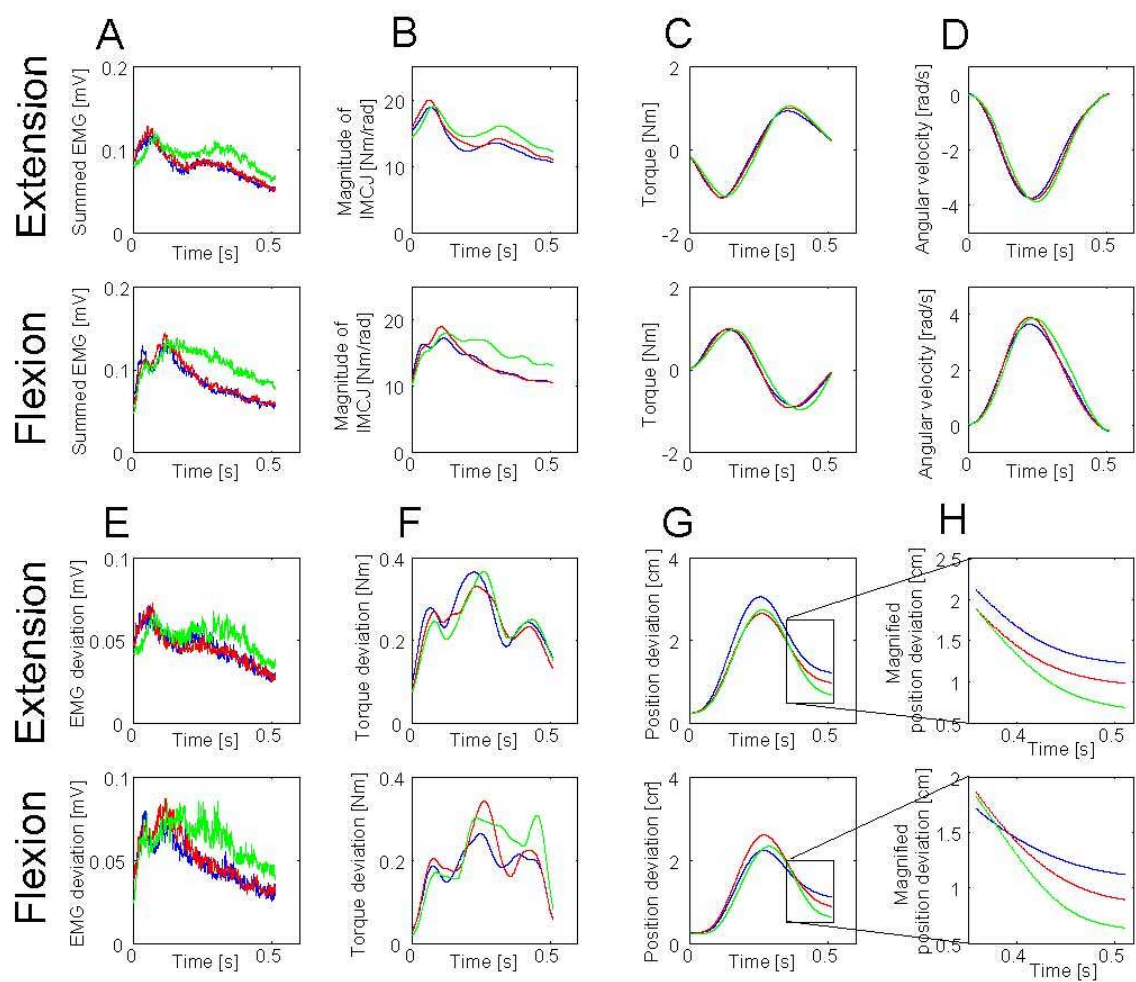 A B C D
Extension
Summed EMG [mV]
0.2
0.1
0
0 0.5
Time [s]
Magnitude of
IMCJ [Nm/rad]
20
10
0
0 0.5
Time [s]
Torque [Nm]
2
0
-2
0 0.5
Time [s]
Angular velocity [rad/s]
0
-2
-4
0 0.5
Time [s]
Flexion
Summed EMG [mV]
0.2
0.1
0
0 0.5
Time [s]
Magnitude of
IMCJ [Nm/rad]
20
10
0
0 0.5
Time [s]
Torque [Nm]
2
0
-2
0 0.5
Time [s]
Angular velocity [rad/s]
4
2
0
0 0.5
Time [s]
E F G H
Extension
EMG deviation [mV]
0.1
0.05
0
0 0.5
Time [s]
Torque deviation [Nm]
0.4
0.2
0
0 0.5
Time [s]
Position deviation [cm]
4
2
0
0 0.5
Time [s]
Magnified
position deviation [cm]
2.5
2
1.5
1
0.5
0.4 0.5
Time [s]
Flexion
EMG deviation [mV]
0.1
0.05
0
0 0.5
Time [s]
Torque deviation [Nm]
0.4
0.2
0
0 0.5
Time [s]
Position deviation [cm]
4
2
0
0 0.5
Time [s]
Magnified
position deviation [cm]
2
1.5
1
0.5
0.4 0.5
Time [s]